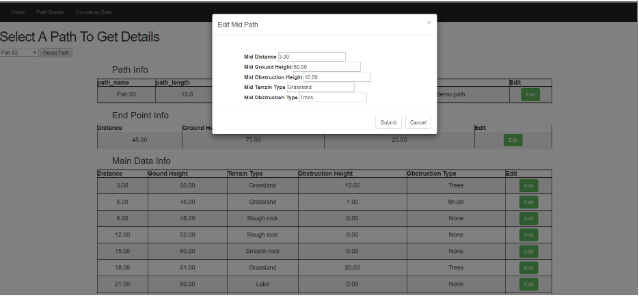 Home Path Details Curvature Data
Edit Mid Path ×
Select A Path To Get Details
Path 03 Reset Path
Mid Distance 3.00
Mid Ground Height 50.00
Mid Obstruction Height 10.00
Mid Terrain Type Grassland
Mid Obstruction Type Trees
Submit Cancel
Path Info
path_name path_length Edit
Path 03 13.0 demo path Edit
End Point Info
Distance Ground He Edit
45.00 75.00 20.00 Edit
Main Data Info
Distance Gound Height Terrain Type Obstruction Height Obstruction Type Edit
3.00 50.00 Grassland 10.00 Trees Edit
6.00 45.00 Grassland 1.00 Brush Edit
9.00 45.00 Rough rock 0.00 None Edit
12.00 52.00 Rough rock 0.00 None Edit
15.00 60.00 Smooth rock 0.00 None Edit
18.00 61.00 Grassland 20.00 Trees Edit
21.00 60.00 Lake 0.00 None Edit